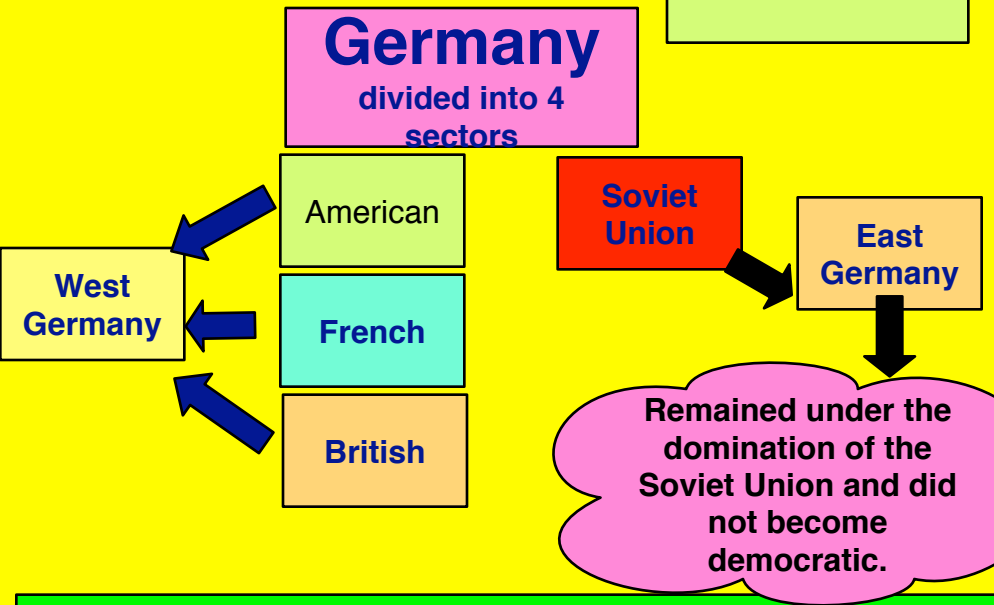 Germany
divided into 4
sectors
American
Soviet
Union
East
Germany
West
Germany
French
British
Remained under the
domination of the
Soviet Union and did
not become
democratic.